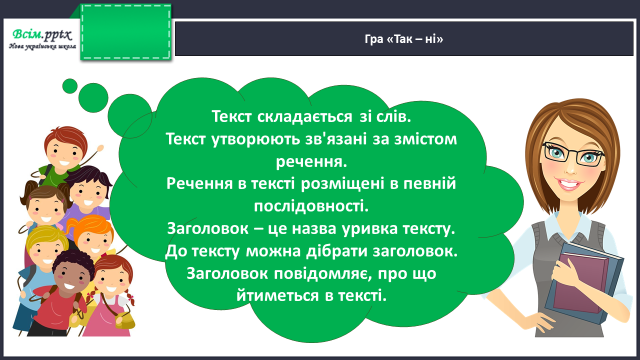 Всім.pptx
Нова українська школа
Гра «Так – ні»
Текст складається зі слів.
Текст утворюють зв'язані за змістом
речення.
Речення в тексті розміщені в певній
послідовності.
Заголовок – це назва уривка тексту.
До тексту можна дібрати заголовок.
Заголовок повідомляє, про що
йтиметься в тексті.